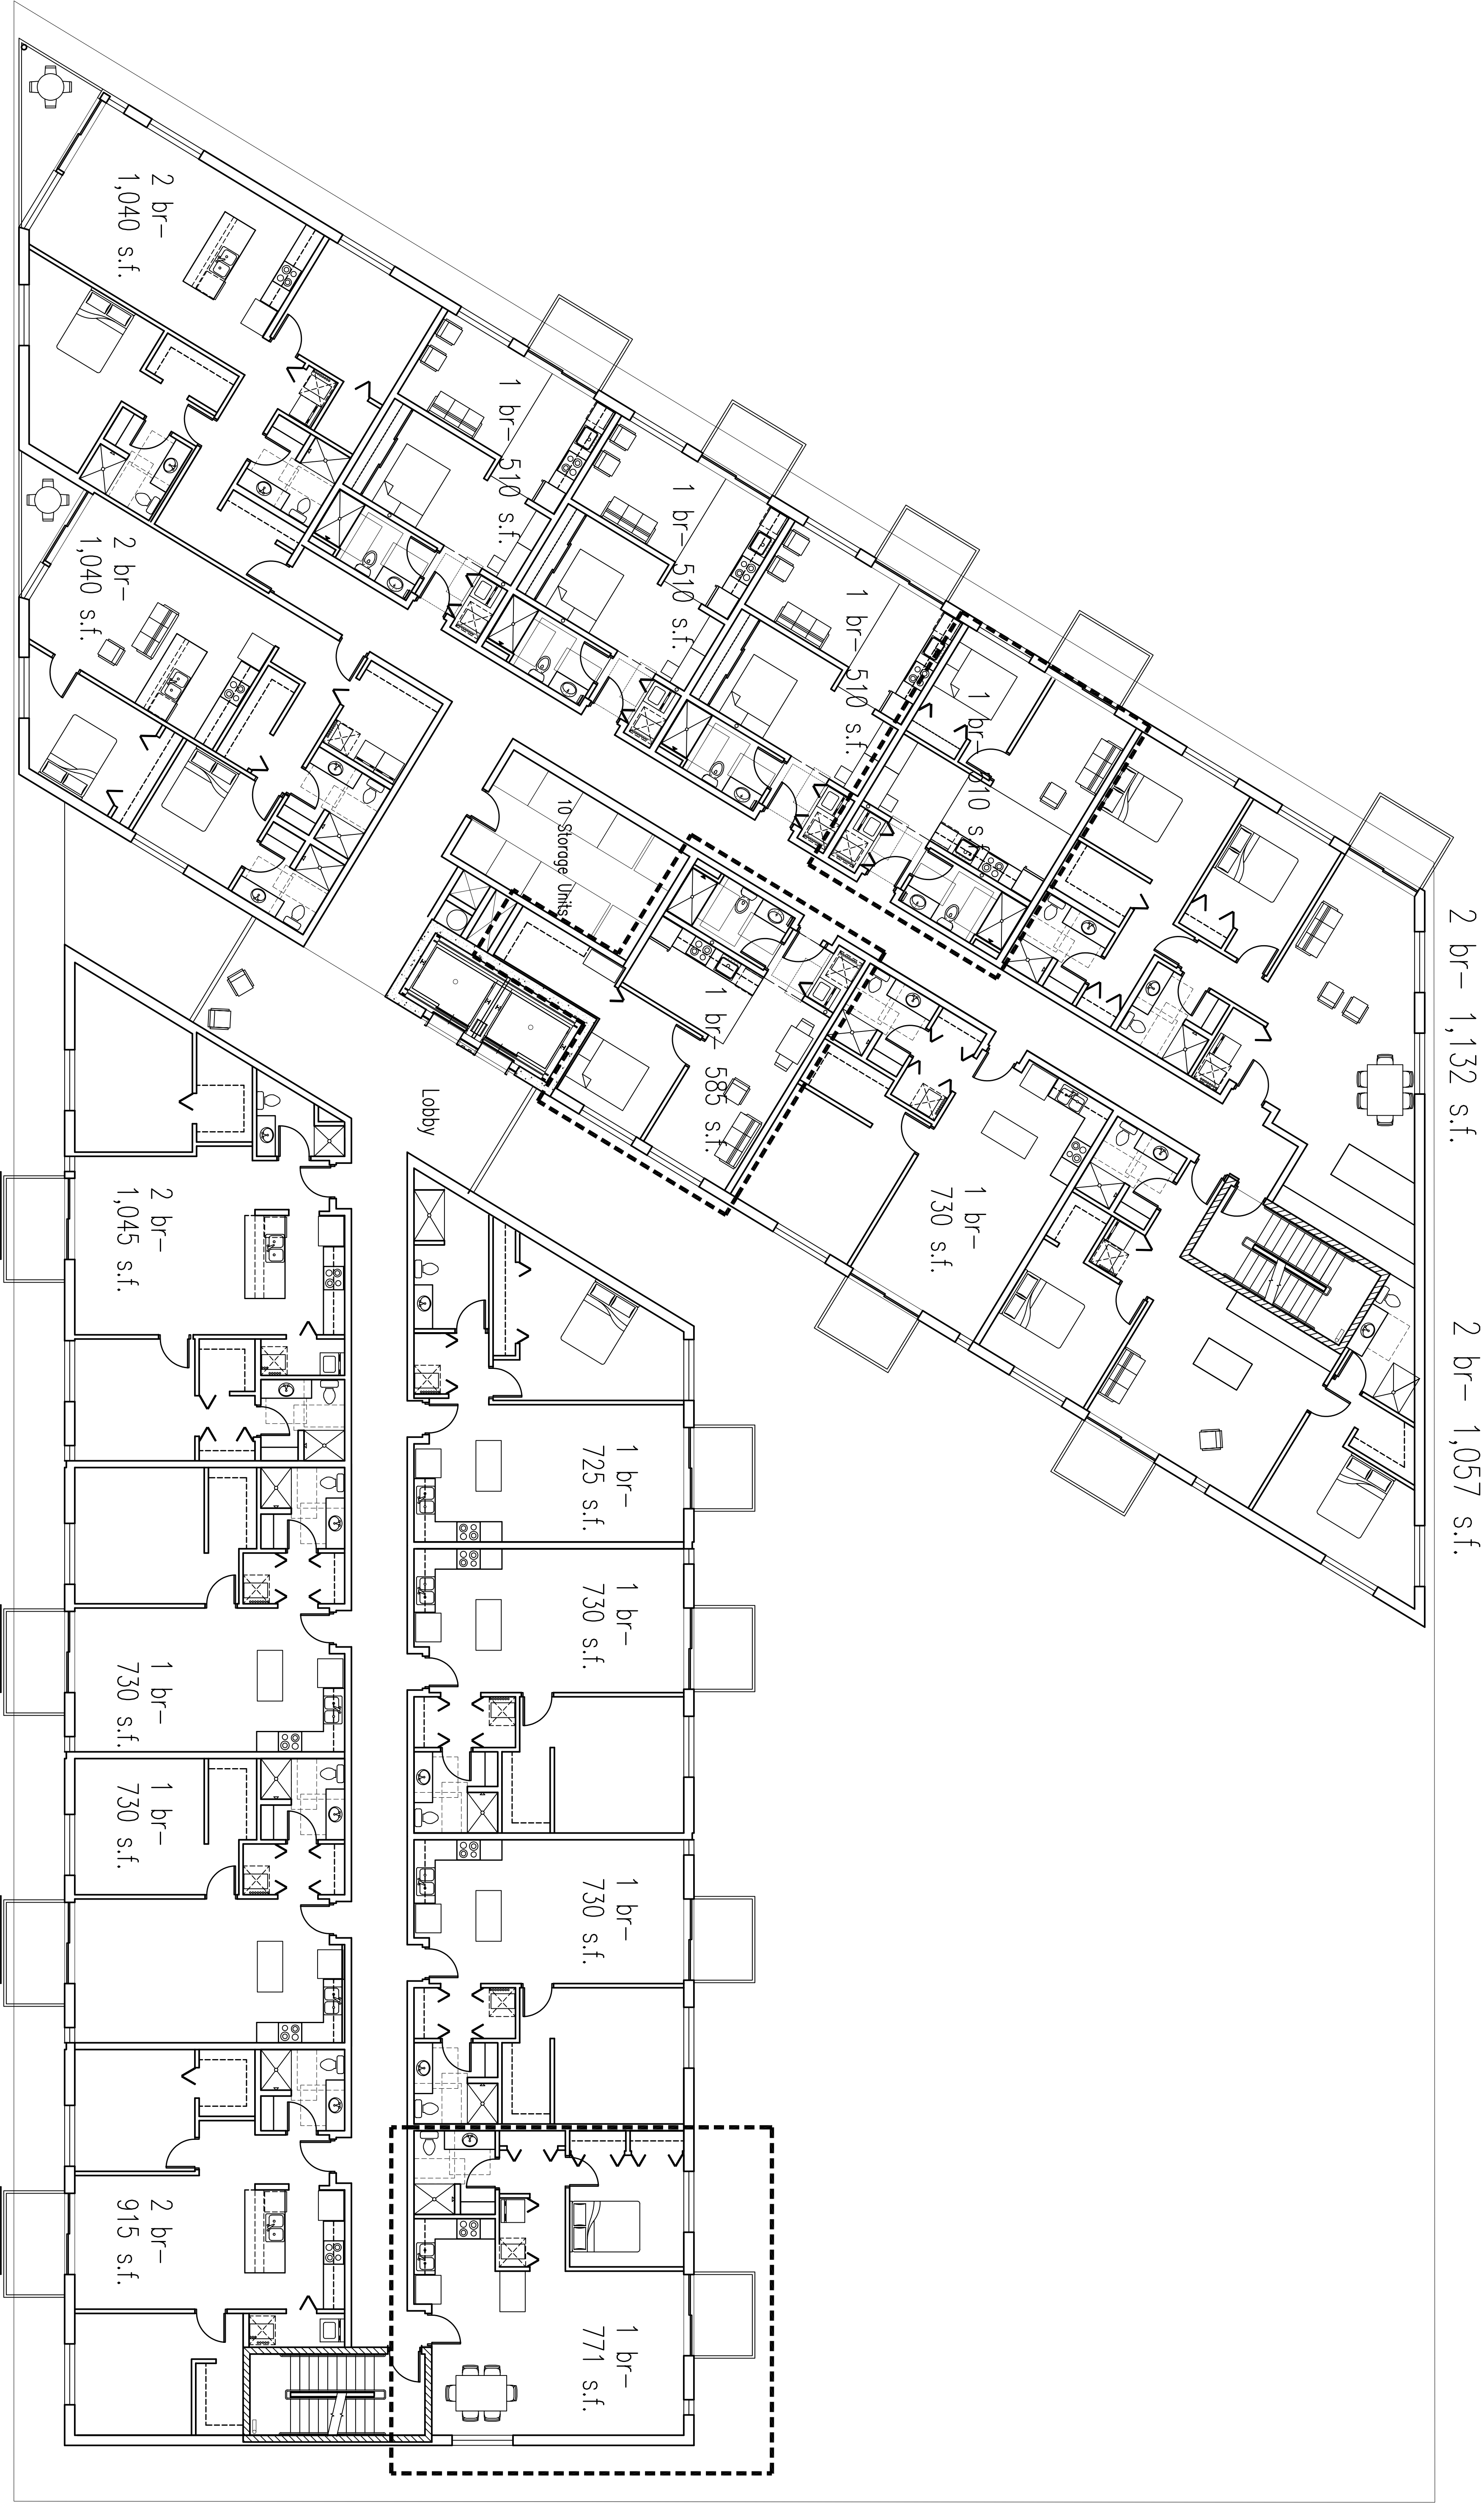 2 br- 1,132 s.f.
2 br- 1,057 s.f.
2 br-
1,040 s.f.
1 br- 510 s.f.
1 br- 510 s.f.
1 br- 510 s.f.
1 br- 510 s.f.
2 br-
1,040 s.f.
10 Storage Units
1 br- 585 s.f.
1 br-
730 s.f.
Lobby
1 br-
725 s.f.
1 br-
730 s.f.
1 br-
730 s.f.
1 br-
771 s.f.
2 br-
1,045 s.f.
1 br-
730 s.f.
1 br-
730 s.f.
2 br-
915 s.f.